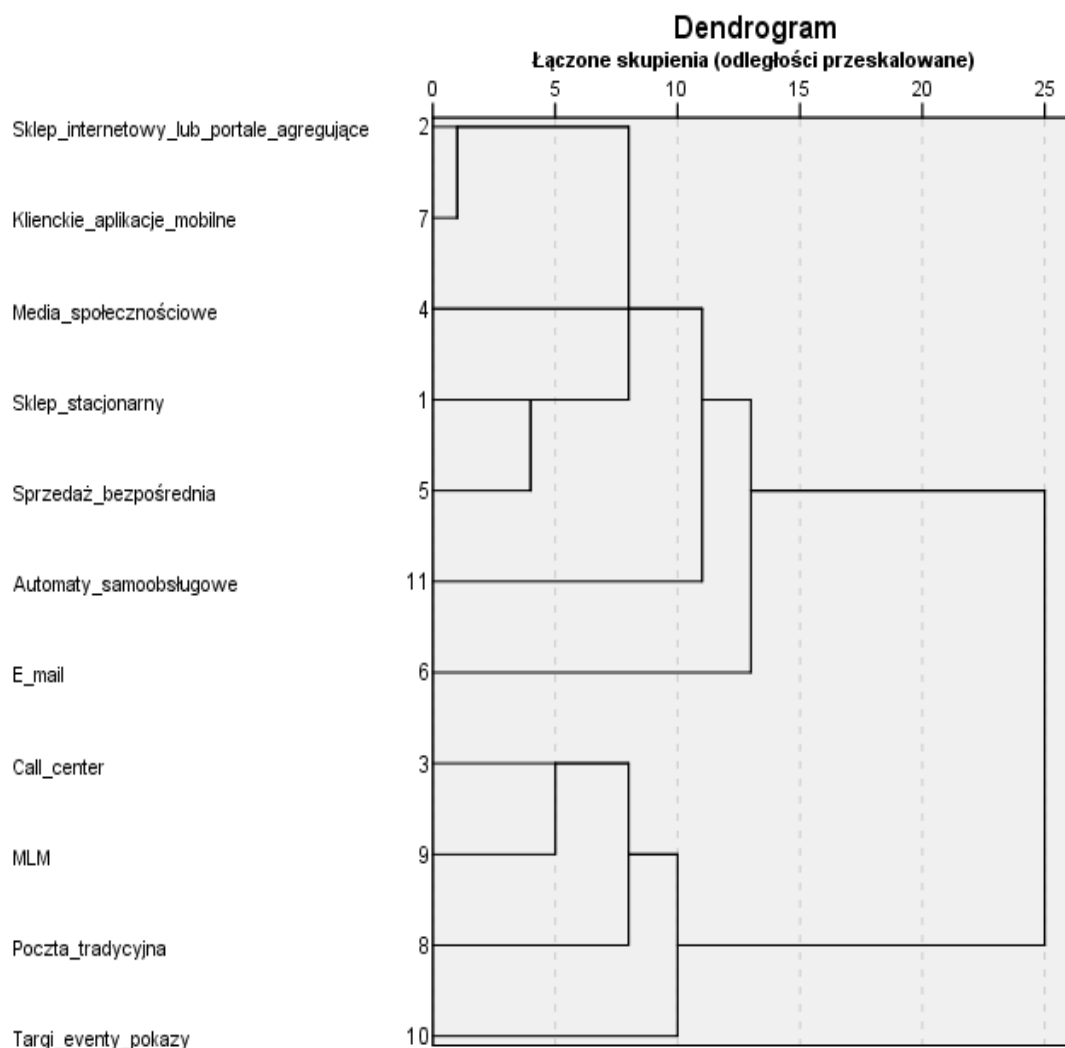 Dendrogram
Łączone skupienia (odległości przeskalowane)
0 5 10 15 20 25
Sklep_internetowy_lub_portale_agregujące 2
Klienckie_aplikacje_mobilne 7
Media_społecznościowe 4
Sklep_stacjonarny 1
Sprzedaż_bezpośrednia 5
Automaty_samoobsługowe 11
E_mail 6
Call_center 3
MLM 9
Poczta_tradycyjna 8
Targi_eventy_pokazy 10